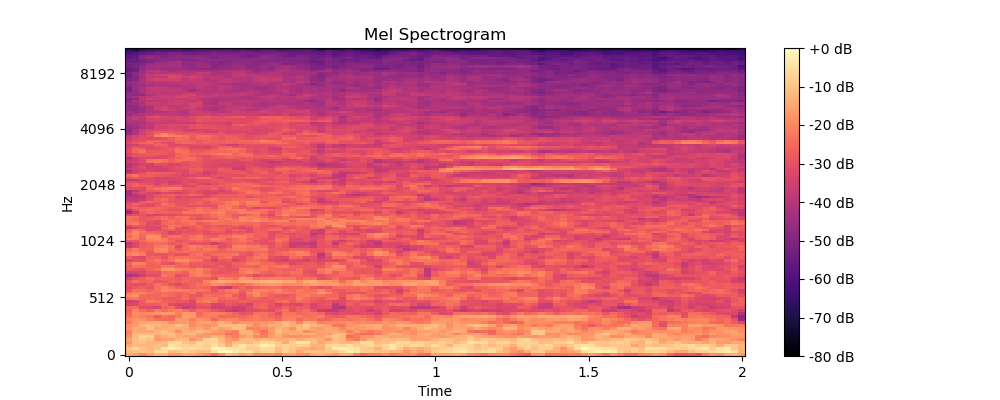 Mel Spectrogram
Hz
8192
4096
2048
1024
512
0
0 0.5 1 1.5 2
Time
+0 dB
-10 dB
-20 dB
-30 dB
-40 dB
-50 dB
-60 dB
-70 dB
-80 dB